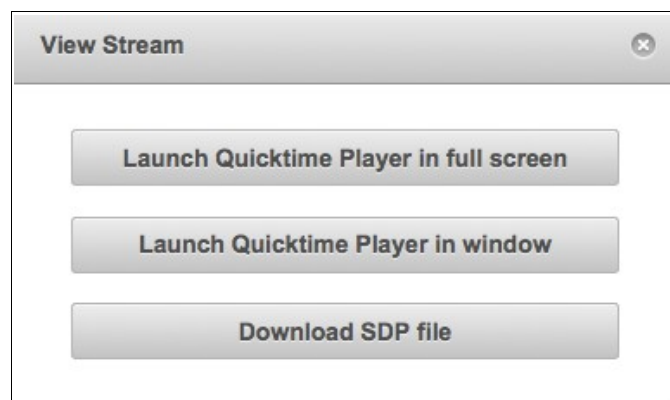 View Stream
Launch Quicktime Player in full screen
Launch Quicktime Player in window
Download SDP file